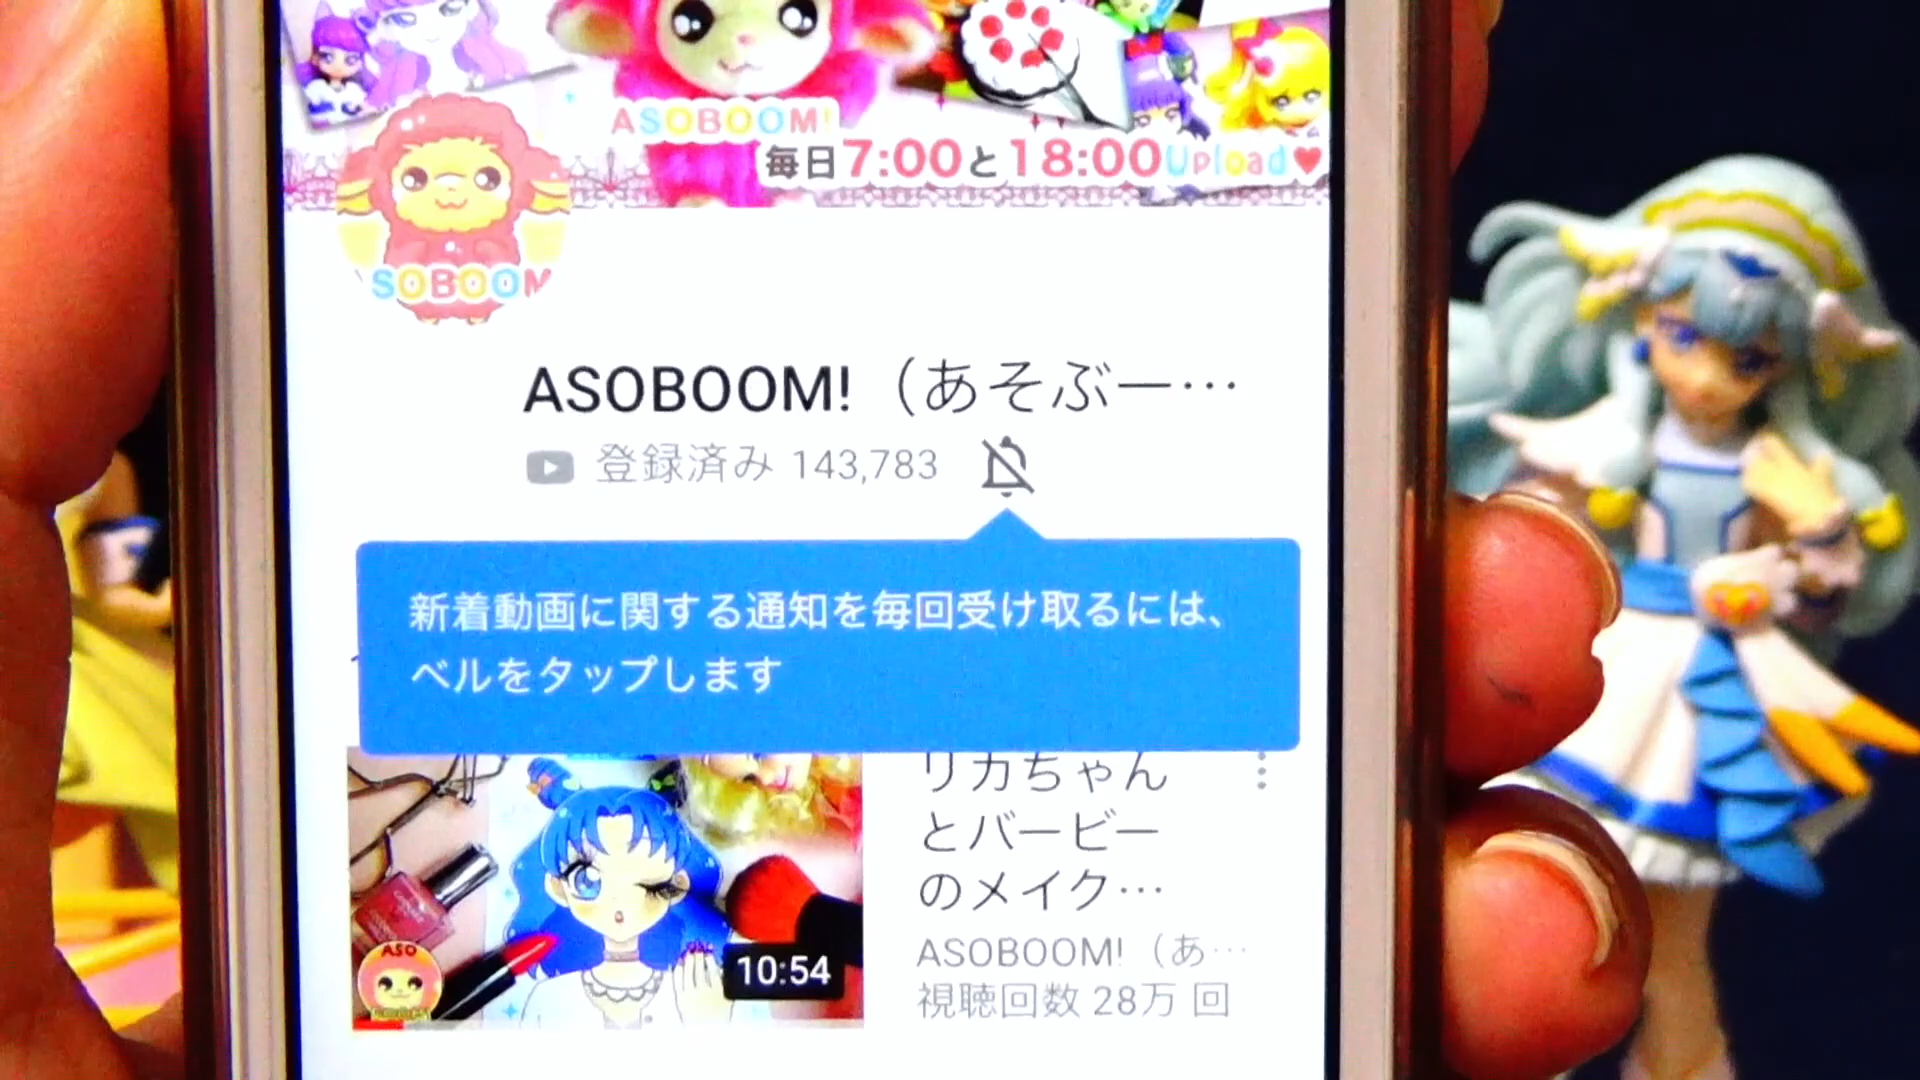 ASOBOOM!
毎日7:00と18:00Upload♥
SOBOOM
ASOBOOM!（あそぶー…
登録済み 143,783
新着動画に関する通知を毎回受け取るには、
ベルをタップします
リカちゃん
とバービー
のメイク…
ASO
10:54
ASOBOOM!（あ…
視聴回数 28万 回